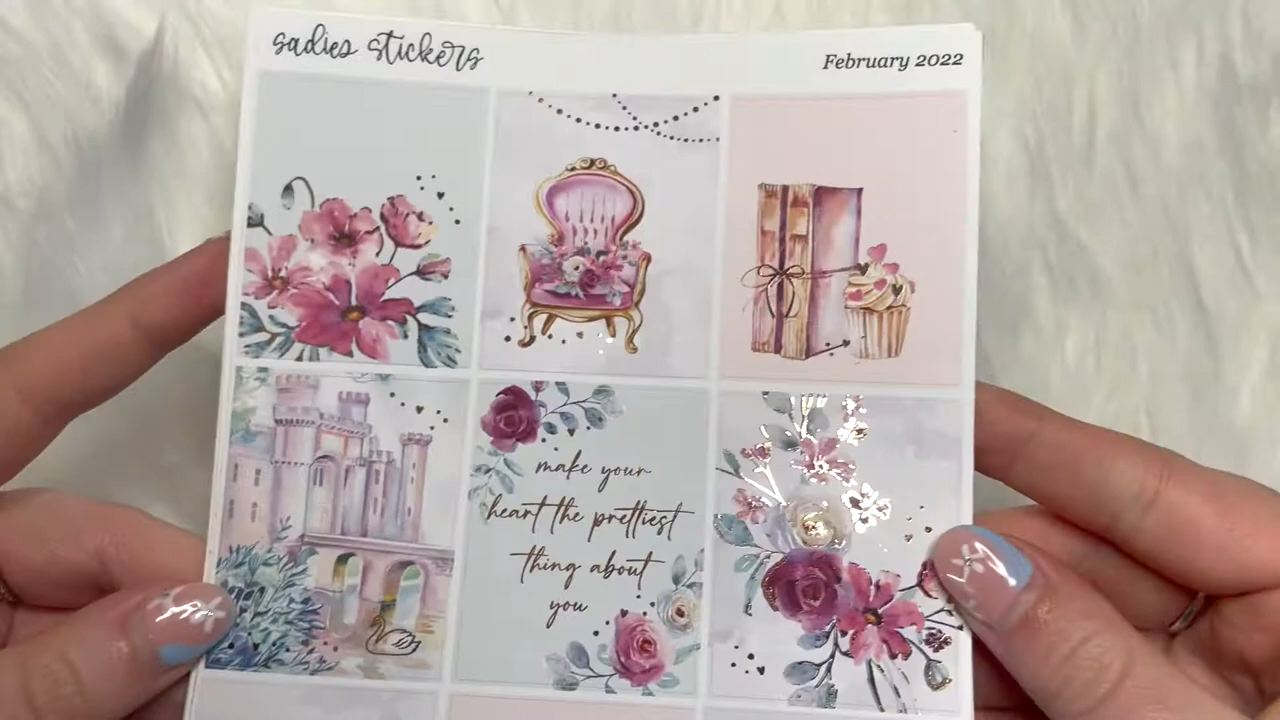 sadies stickers
February 2022
make your
heart the prettiest
thing about
you